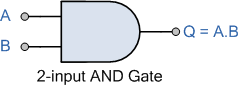 A
B
Q = A.B
2-input AND Gate